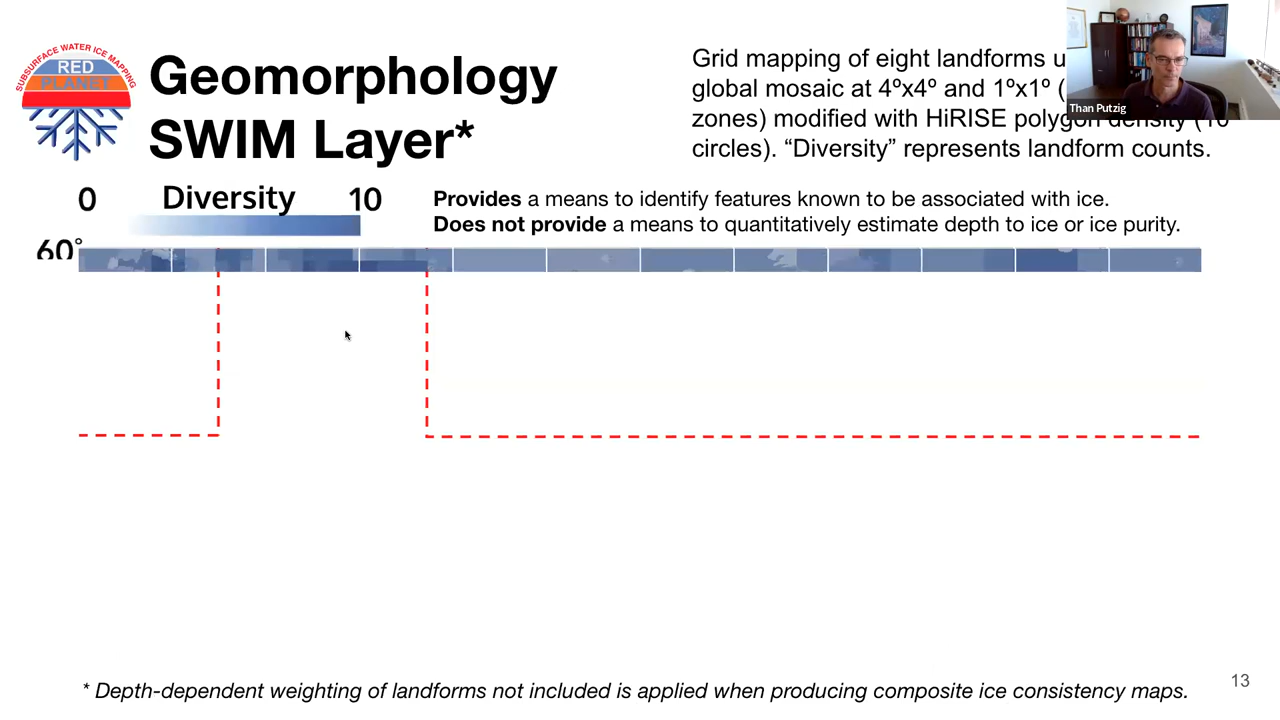 SUBSURFACE WATER ICE MAPPING
RED
PLANET
Geomorphology
SWIM Layer*
Grid mapping of eight landforms
global mosaic at 4ºx4º and 1ºx1º (
zones) modified with HiRISE polygon density (10
circles). “Diversity” represents landform counts.
Than Putzig
0 Diversity 10
Provides a means to identify features known to be associated with ice.
Does not provide a means to quantitatively estimate depth to ice or ice purity.
60°
* Depth-dependent weighting of landforms not included is applied when producing composite ice consistency maps.
13